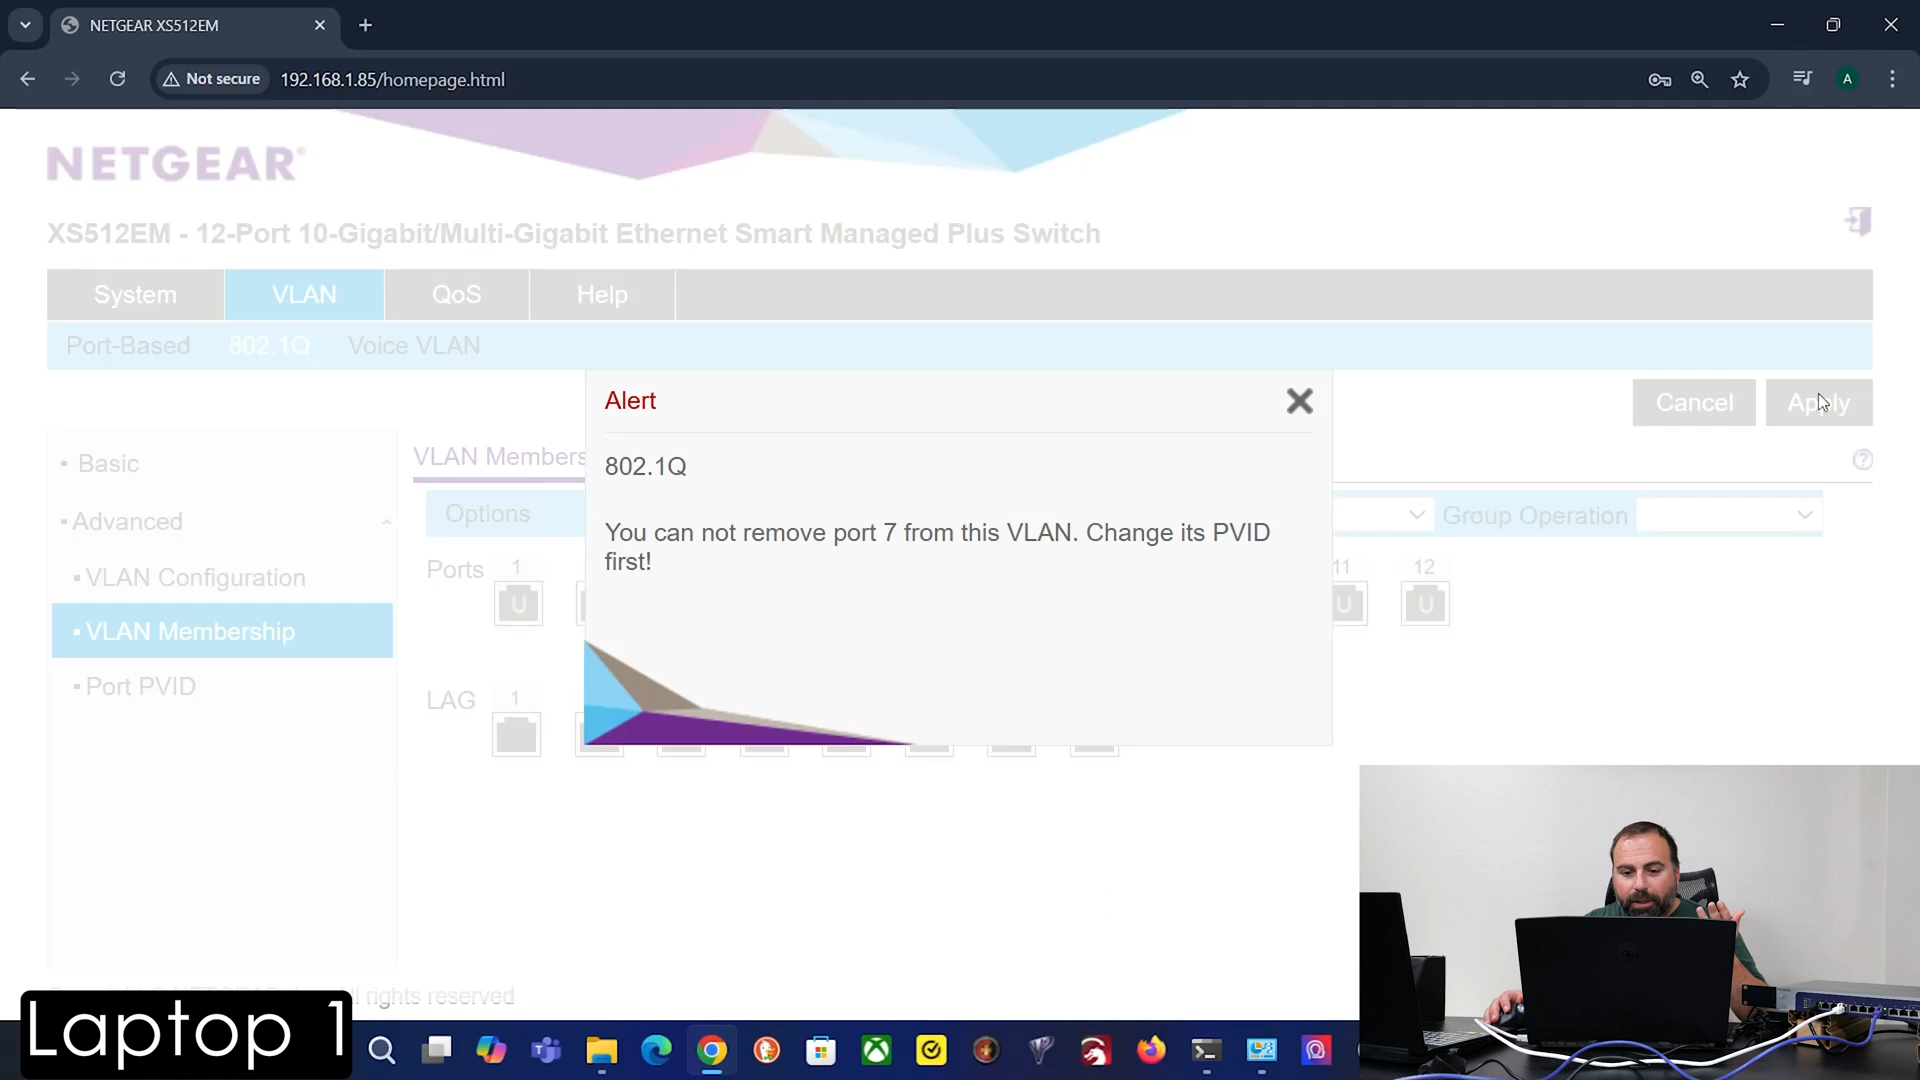 NETGEAR XS512EM
Not secure
192.168.1.85/homepage.html
A
NETGEAR
XS512EM - 12-Port 10-Gigabit/Multi-Gigabit Ethernet Smart Managed Plus Switch
System
VLAN
QoS
Help
Port-Based
802.1Q
Voice VLAN
Cancel
Apply
Basic
Advanced
VLAN Configuration
VLAN Membership
Port PVID
Options
Group Operation
Ports
1
11
12
U
U
U
LAG
1
Alert
802.1Q
You can not remove port 7 from this VLAN. Change its PVID
first!
rights reserved
Laptop 1